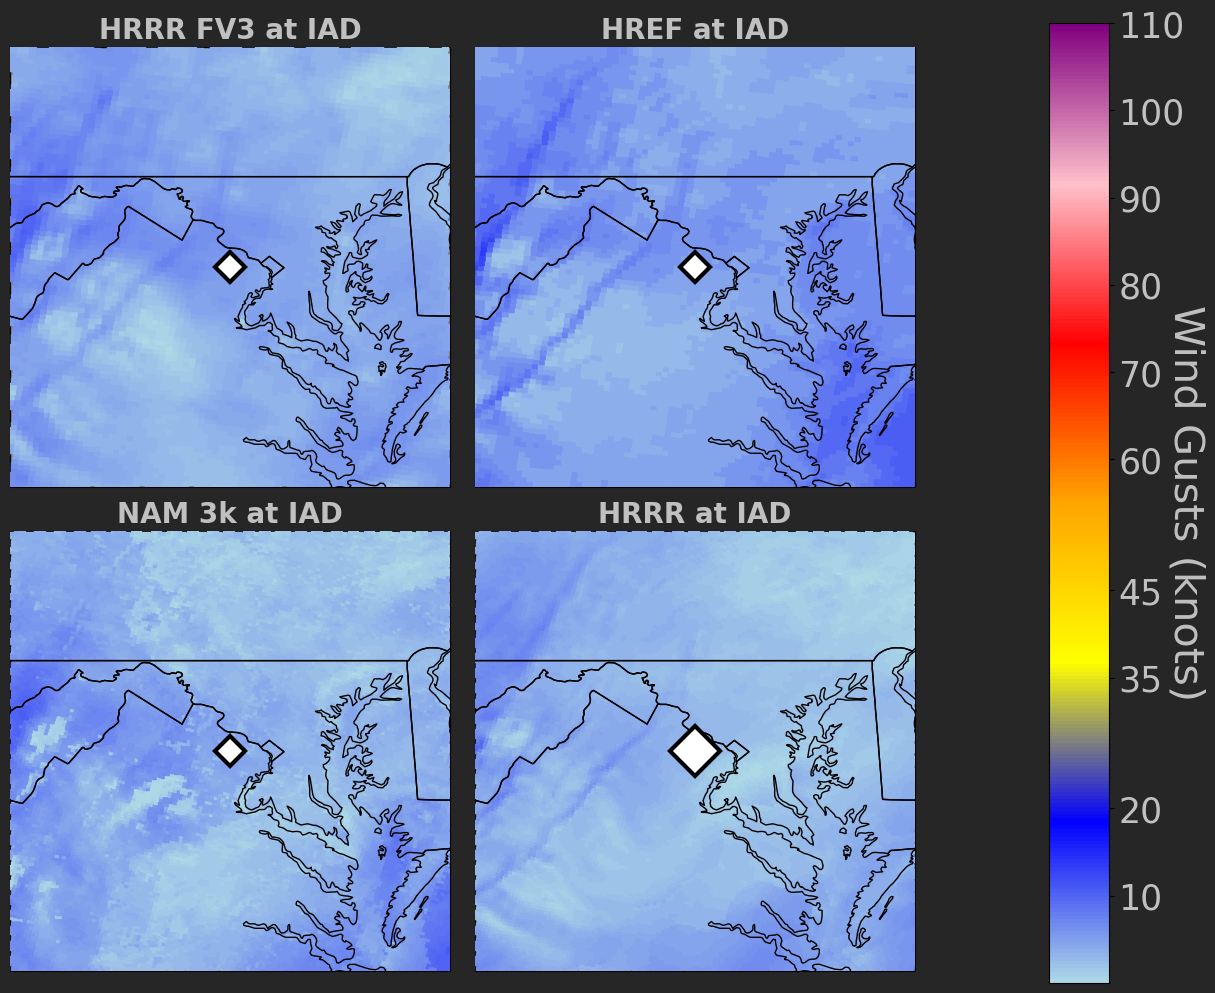 HRRR FV3 at IAD
HREF at IAD
NAM 3k at IAD
HRRR at IAD
110
100
90
80
70
60
45
35
20
10
Wind Gusts (knots)